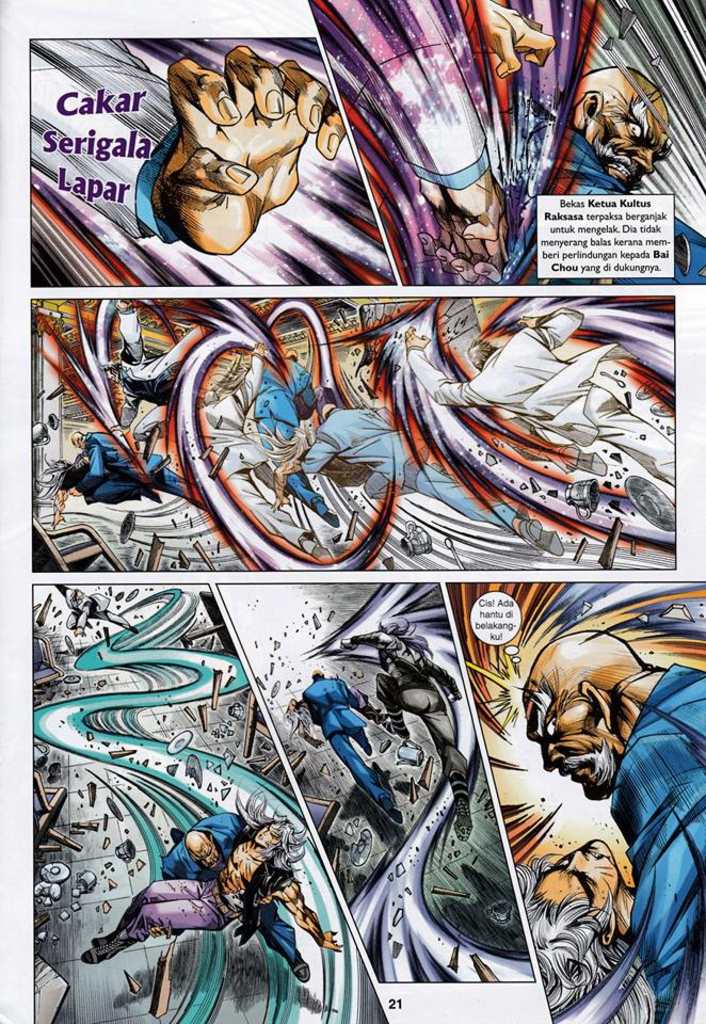 Cakar
Serigala
Lapar
Bekas Ketua Kultus
Raksasa terpaksa berganjak
untuk mengelak. Dia tidak
menyerang balas kerana mem-
beri perlindungan kepada Bai
Chou yang di dukungnya.
Cis! Ada
hantu di
belakang-
ku!
21